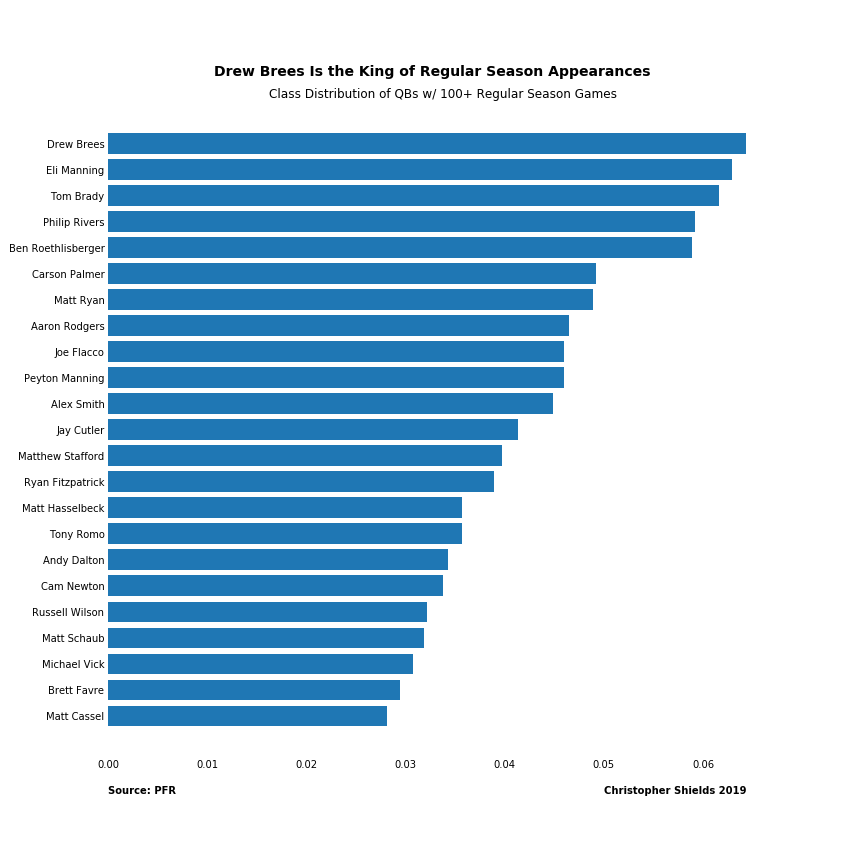 Drew Brees Is the King of Regular Season Appearances
Class Distribution of QBs w/ 100+ Regular Season Games
Drew Brees
Eli Manning
Tom Brady
Philip Rivers
Ben Roethlisberger
Carson Palmer
Matt Ryan
Aaron Rodgers
Joe Flacco
Peyton Manning
Alex Smith
Jay Cutler
Matthew Stafford
Ryan Fitzpatrick
Matt Hasselbeck
Tony Romo
Andy Dalton
Cam Newton
Russell Wilson
Matt Schaub
Michael Vick
Brett Favre
Matt Cassel
0.00 0.01 0.02 0.03 0.04 0.05 0.06
Source: PFR Christopher Shields 2019